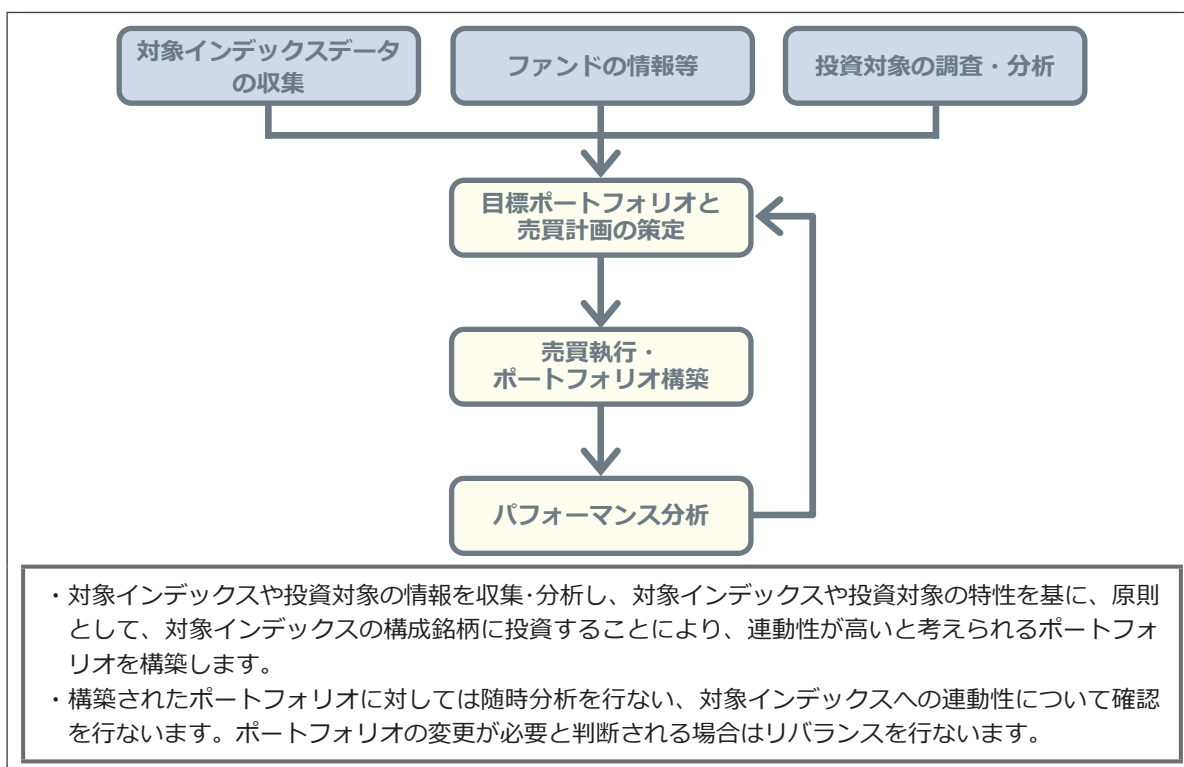 対象インデックスデータ
の収集
ファンドの情報等
投資対象の調査・分析
目標ポートフォリオと
売買計画の策定
売買執行・
ポートフォリオ構築
パフォーマンス分析
・対象インデックスや投資対象の情報を収集･分析し、対象インデックスや投資対象の特性を基に、原則
として、対象インデックスの構成銘柄に投資することにより、連動性が高いと考えられるポートフォ
リオを構築します。
・構築されたポートフォリオに対しては随時分析を行ない、対象インデックスへの連動性について確認
を行ないます。ポートフォリオの変更が必要と判断される場合はリバランスを行ないます。